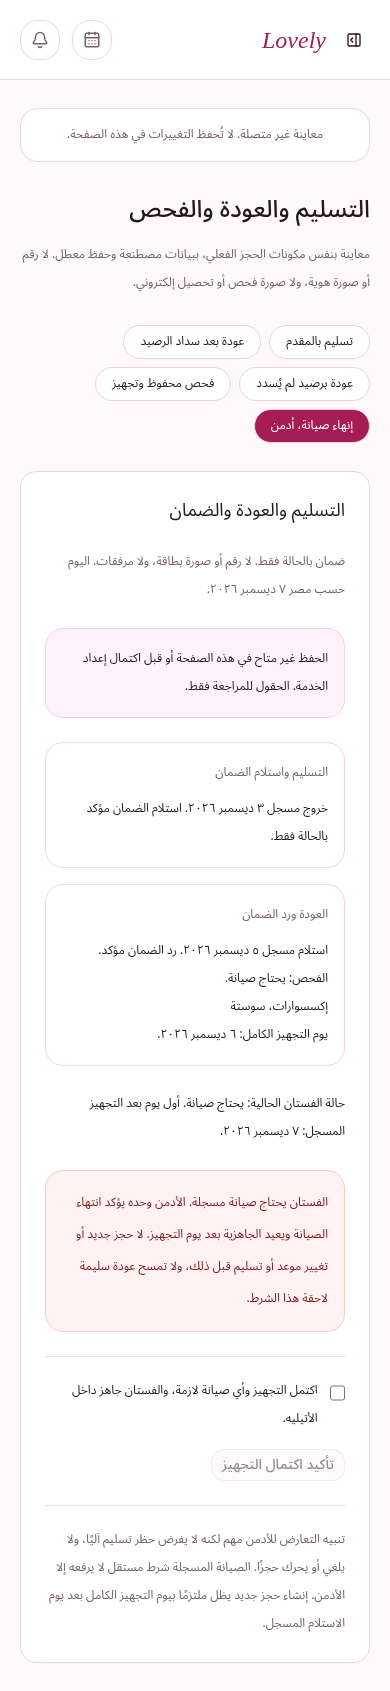 Lovely
معاينة غير متصلة. لا تُحفظ التغييرات في هذه الصفحة.
التسليم والعودة والفحص
معاينة بنفس مكونات الحجز الفعلي، ببيانات مصطنعة وحفظ معطل. لا رقم
أو صورة هوية، ولا صورة فحص أو تحصيل إلكتروني.
تسليم بالمقدم
عودة بعد سداد الرصيد
عودة برصيد لم يُسدد
فحص محفوظ وتجهيز
إنهاء صيانة، أدمن
التسليم والعودة والضمان
ضمان بالحالة فقط. لا رقم أو صورة بطاقة، ولا مرفقات. اليوم
حسب مصر ٧ ديسمبر ٢٠٢٦.
الحفظ غير متاح في هذه الصفحة أو قبل اكتمال إعداد
الخدمة. الحقول للمراجعة فقط.
التسليم واستلام الضمان
خروج مسجل ٣ ديسمبر ٢٠٢٦. استلام الضمان مؤكد
بالحالة فقط.
العودة ورد الضمان
استلام مسجل ٥ ديسمبر ٢٠٢٦. رد الضمان مؤكد.
الفحص: يحتاج صيانة.
إكسسوارات، سوستة
يوم التجهيز الكامل: ٦ ديسمبر ٢٠٢٦.
حالة الفستان الحالية: يحتاج صيانة. أول يوم بعد التجهيز
المسجل: ٧ ديسمبر ٢٠٢٦.
الفستان يحتاج صيانة مسجلة. الأدمن وحده يؤكد انتهاء
الصيانة ويعيد الجاهزية بعد يوم التجهيز. لا حجز جديد أو
تغيير موعد أو تسليم قبل ذلك، ولا تمسح عودة سليمة
لاحقة هذا الشرط.
اكتمل التجهيز وأي صيانة لازمة، والفستان جاهز داخل
الأتيليه.
تأكيد اكتمال التجهيز
تنبيه التعارض للأدمن مهم لكنه لا يفرض حظر تسليم آليًا، ولا
يلغي أو يحرك حجزًا. الصيانة المسجلة شرط مستقل لا يرفعه إلا
الأدمن. إنشاء حجز جديد يظل ملتزمًا بيوم التجهيز الكامل بعد يوم
الاستلام المسجل.